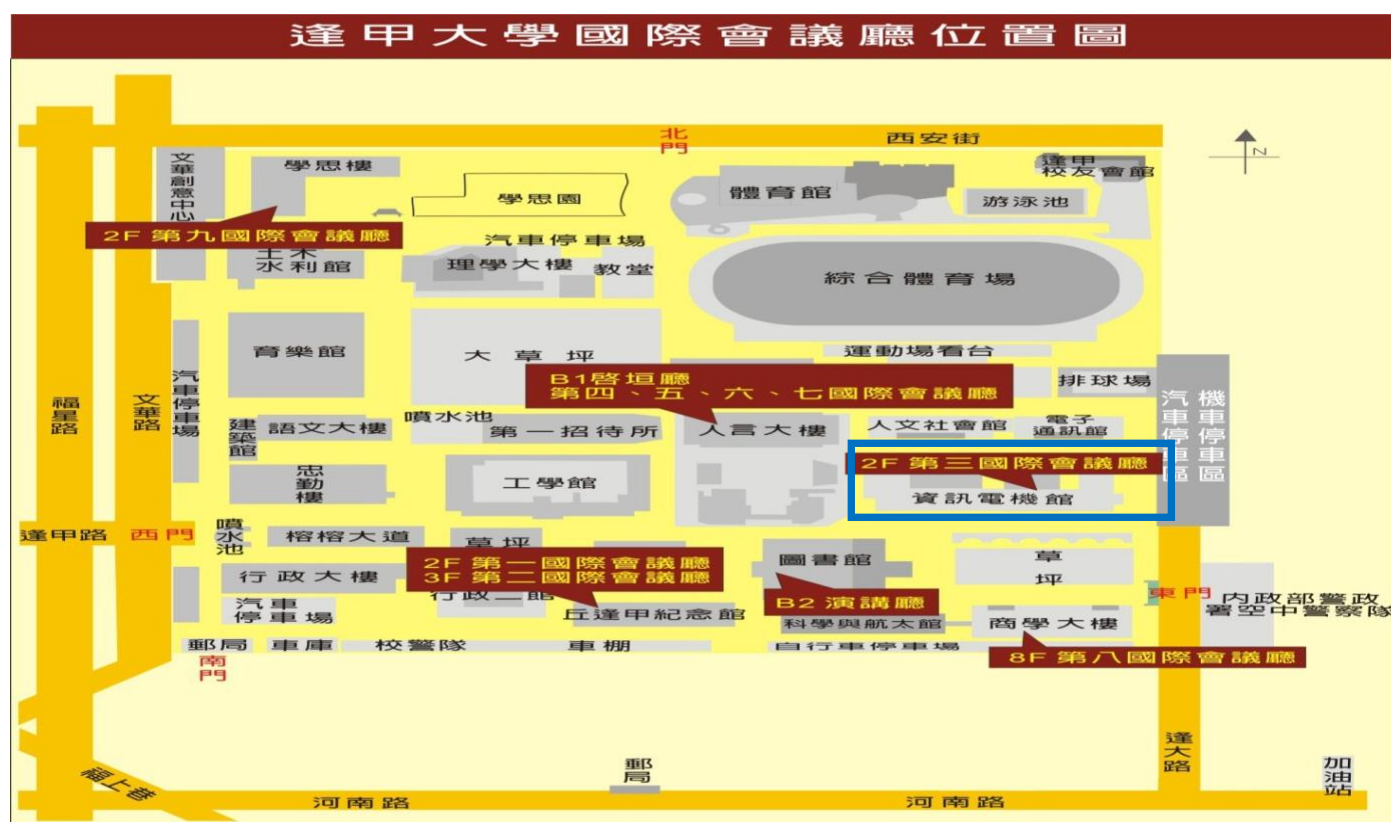 逢甲大學國際會議廳位置圖
北門
西安街
N
文華創意中心
學思樓
學思園
體育館
游泳池
逢甲
校友會館
2F 第九國際會議廳
汽車停車場
土木
水利館
理學大樓
教堂
綜合體育場
育樂館
大草坪
運動場看台
B1啓垣廳
第四、五、六、七國際會議廳
排球場
汽車停車區
機車停車區
福星路
文華路
汽車停車場
建築館
語文大樓
噴水池
第一招待所
人言大樓
人文社會館
電子
通訊館
2F 第三國際會議廳
忠勤樓
工學館
資訊電機館
逢甲路
西門
噴水池
榕榕大道
草坪
2F 第一國際會議廳
3F 第二國際會議廳
圖書館
草坪
行政大樓
行政二館
B2 演講廳
東門
內政部警政
署空中警察隊
汽車
停車場
丘逢甲紀念館
科學與航太館
商學大樓
郵局
車庫
校警隊
車棚
自行車停車場
8F 第八國際會議廳
南門
逢大路
郵局
加油站
福上巷
河南路
河南路